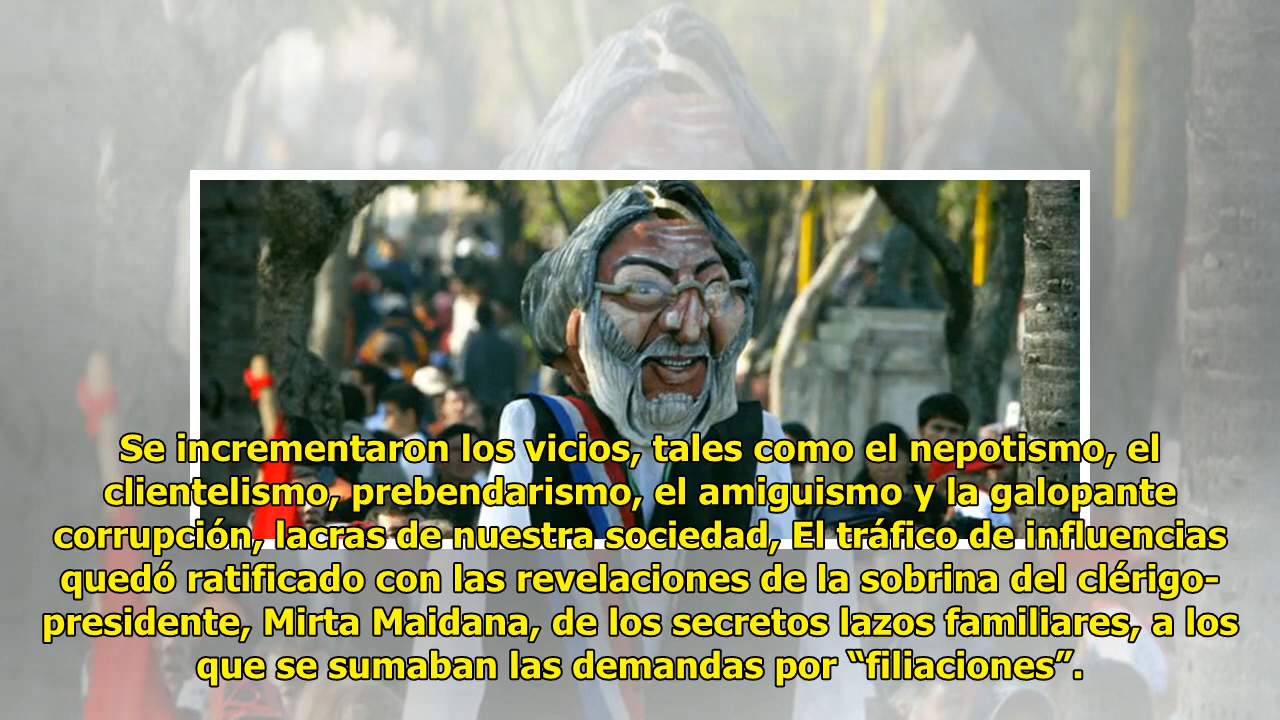 Se incrementaron los vicios, tales como el nepotismo, el
clientelismo, prebendarismo, el amiguismo y la galopante
corrupción, lacras de nuestra sociedad, El tráfico de influencias
quedó ratificado con las revelaciones de la sobrina del clérigo-
presidente, Mirta Maidana, de los secretos lazos familiares, a los
que se sumaban las demandas por “filiaciones”.